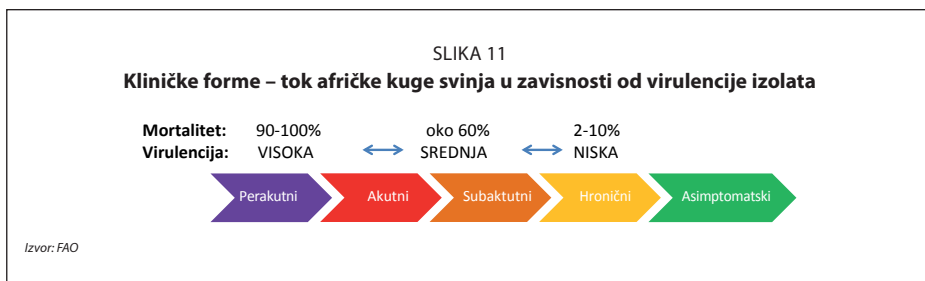 SLIKA 11
Kliničke forme – tok afričke kuge svinja u zavisnosti od virulencije izolata
Mortalitet: 90-100% oko 60% 2-10%
Virulencija: VISOKA SREDNJA NISKA
Perakutni Akutni Subaktutni Hronični Asimptomatski
Izvor: FAO